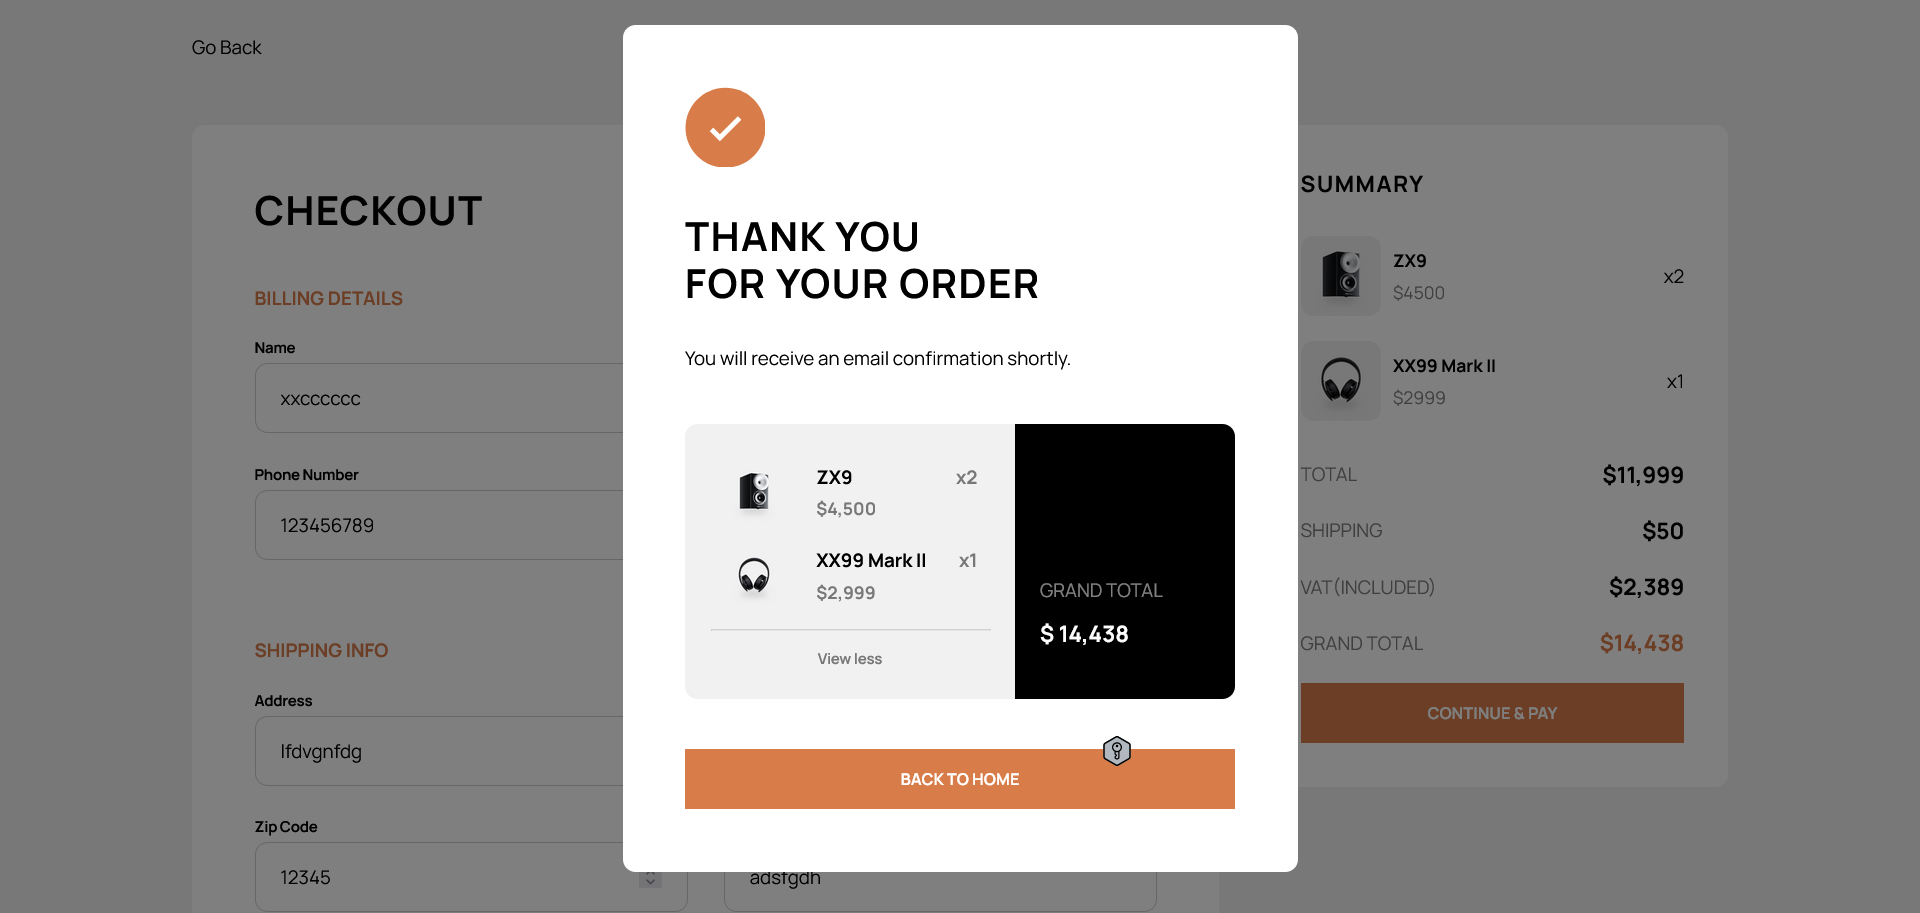 Go Back
CHECKOUT
BILLING DETAILS
Name
xxcccccc
Phone Number
123456789
SHIPPING INFO
Address
lfdvgnfdg
Zip Code
12345
adsfgdh
THANK YOU
FOR YOUR ORDER
You will receive an email confirmation shortly.
ZX9 x2
$4,500
XX99 Mark II x1
$2,999
View less
GRAND TOTAL
$ 14,438
BACK TO HOME
SUMMARY
ZX9
$4500
x2
XX99 Mark II
$2999
x1
TOTAL $11,999
SHIPPING $50
VAT(INCLUDED) $2,389
GRAND TOTAL $14,438
CONTINUE & PAY